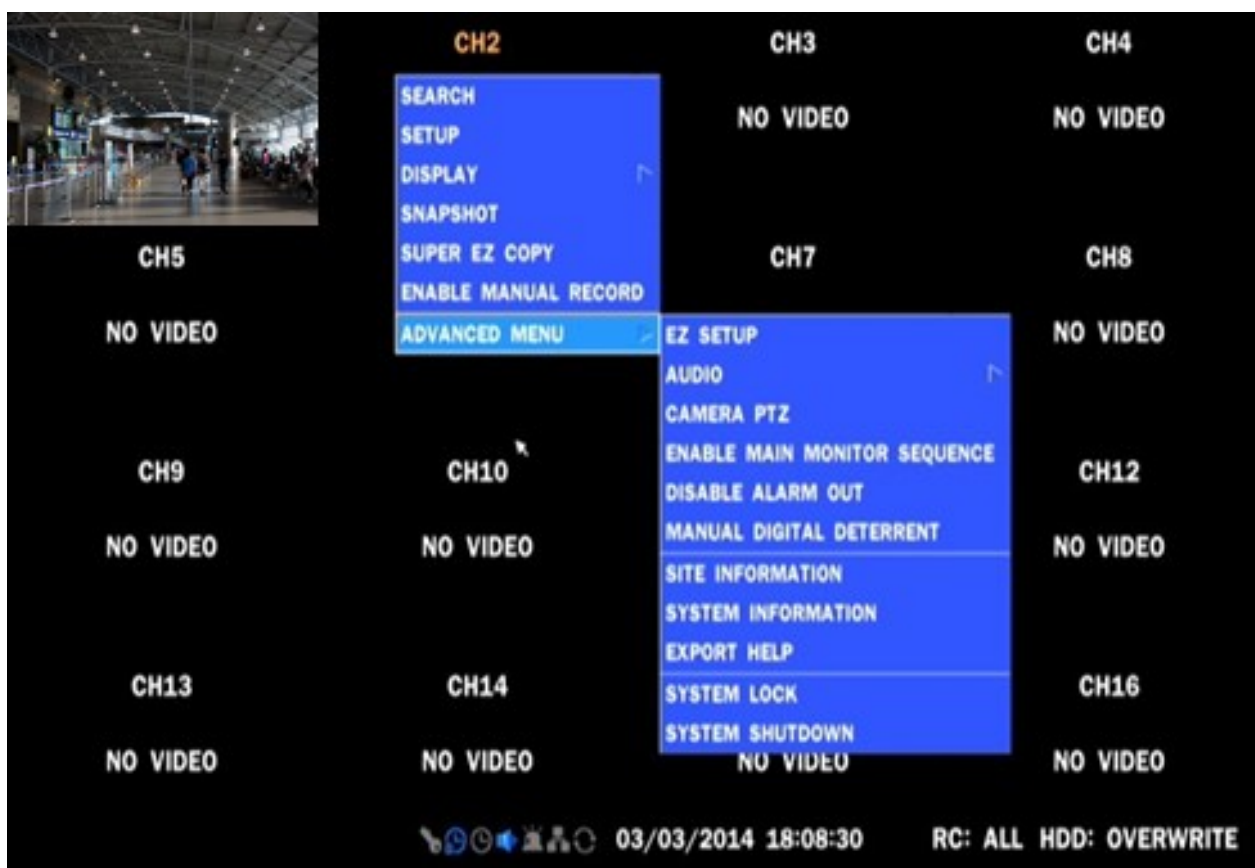 CH2
CH3
CH4
SEARCH
NO VIDEO
NO VIDEO
SETUP
DISPLAY
SNAPSHOT
CH5
SUPER EZ COPY
CH7
CH8
ENABLE MANUAL RECORD
NO VIDEO
ADVANCED MENU
EZ SETUP
NO VIDEO
AUDIO
CAMERA PTZ
ENABLE MAIN MONITOR SEQUENCE
CH9
CH10
CH12
DISABLE ALARM OUT
MANUAL DIGITAL DETERRENT
NO VIDEO
NO VIDEO
NO VIDEO
SITE INFORMATION
SYSTEM INFORMATION
EXPORT HELP
CH13
CH14
SYSTEM LOCK
CH16
SYSTEM SHUTDOWN
NO VIDEO
NO VIDEO
NO VIDEO
NO VIDEO
03/03/2014 18:08:30
RC: ALL HDD: OVERWRITE